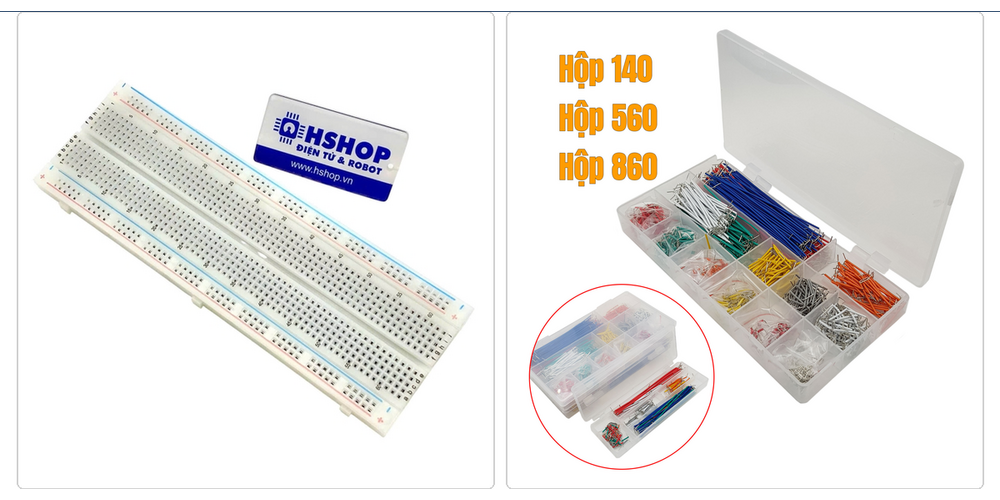 HSHOP
ĐIỆN TỬ & ROBOT
www.hshop.vn
Hộp 140
Hộp 560
Hộp 860